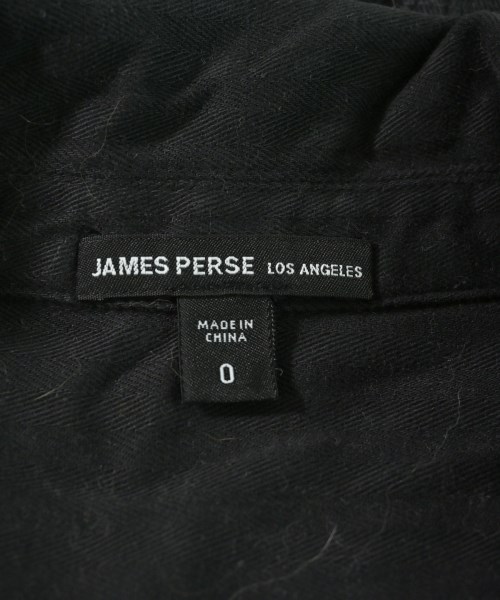 JAMES PERSE LOS ANGELES
MADE IN
CHINA
0